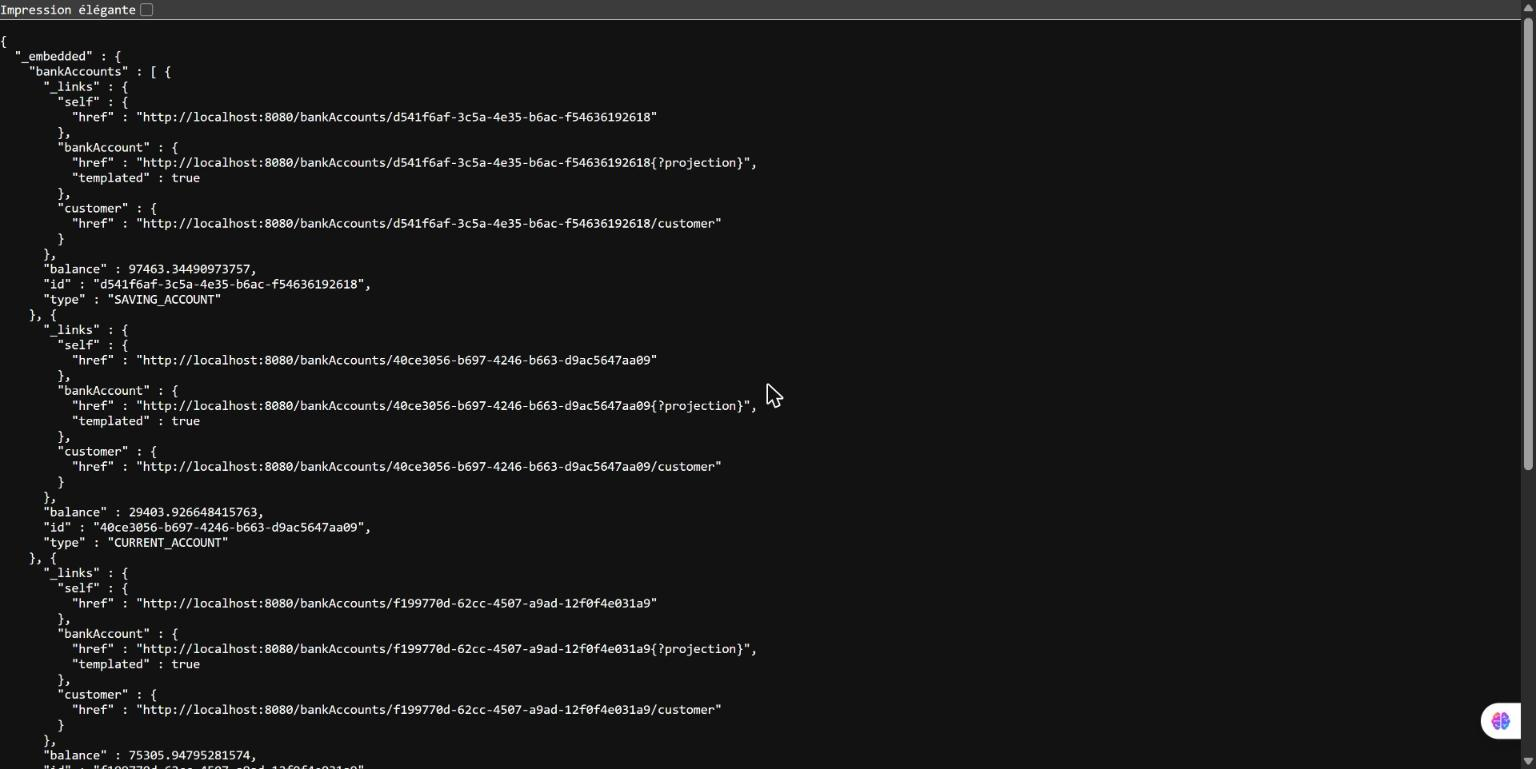 Impression élégante
{
  "_embedded" : {
    "bankAccounts" : [ {
      "_links" : {
        "self" : {
          "href" : "http://localhost:8080/bankAccounts/d541f6af-3c5a-4e35-b6ac-f54636192618"
        },
        "bankAccount" : {
          "href" : "http://localhost:8080/bankAccounts/d541f6af-3c5a-4e35-b6ac-f54636192618{?projection}",
          "templated" : true
        },
        "customer" : {
          "href" : "http://localhost:8080/bankAccounts/d541f6af-3c5a-4e35-b6ac-f54636192618/customer"
        }
      },
      "balance" : 97463.34490973757,
      "id" : "d541f6af-3c5a-4e35-b6ac-f54636192618",
      "type" : "SAVING_ACCOUNT"
    }, {
      "_links" : {
        "self" : {
          "href" : "http://localhost:8080/bankAccounts/40ce3056-b697-4246-b663-d9ac5647aa09"
        },
        "bankAccount" : {
          "href" : "http://localhost:8080/bankAccounts/40ce3056-b697-4246-b663-d9ac5647aa09{?projection}",
          "templated" : true
        },
        "customer" : {
          "href" : "http://localhost:8080/bankAccounts/40ce3056-b697-4246-b663-d9ac5647aa09/customer"
        }
      },
      "balance" : 29403.926648415763,
      "id" : "40ce3056-b697-4246-b663-d9ac5647aa09",
      "type" : "CURRENT_ACCOUNT"
    }, {
      "_links" : {
        "self" : {
          "href" : "http://localhost:8080/bankAccounts/f199770d-62cc-4507-a9ad-12f0f4e031a9"
        },
        "bankAccount" : {
          "href" : "http://localhost:8080/bankAccounts/f199770d-62cc-4507-a9ad-12f0f4e031a9{?projection}",
          "templated" : true
        },
        "customer" : {
          "href" : "http://localhost:8080/bankAccounts/f199770d-62cc-4507-a9ad-12f0f4e031a9/customer"
        }
      },
      "balance" : 75305.94795281574,
      "id" : "f199770d-62cc-4507-a9ad-12f0f4e031a9"